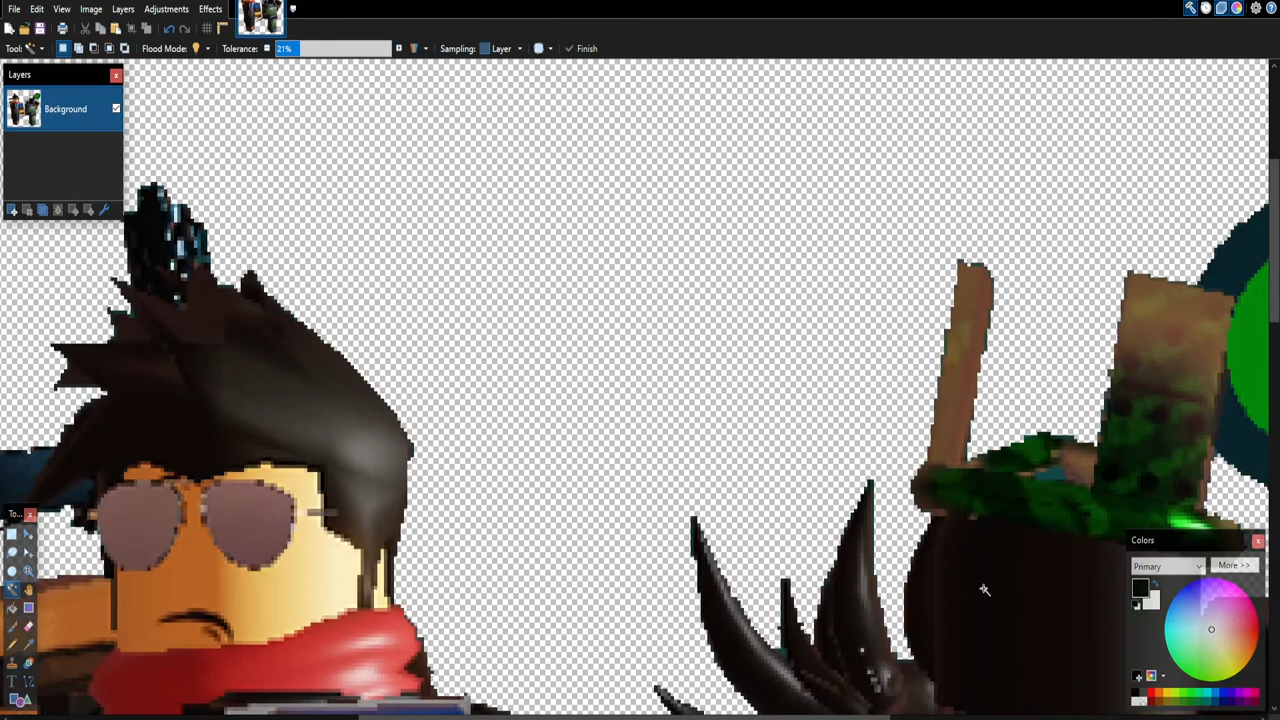 File Edit View Image Layers Adjustments Effects
Tool: Flood Mode: Tolerance: 21% Sampling: Layer Finish
Layers
Background
To...
Colors
Primary More >>